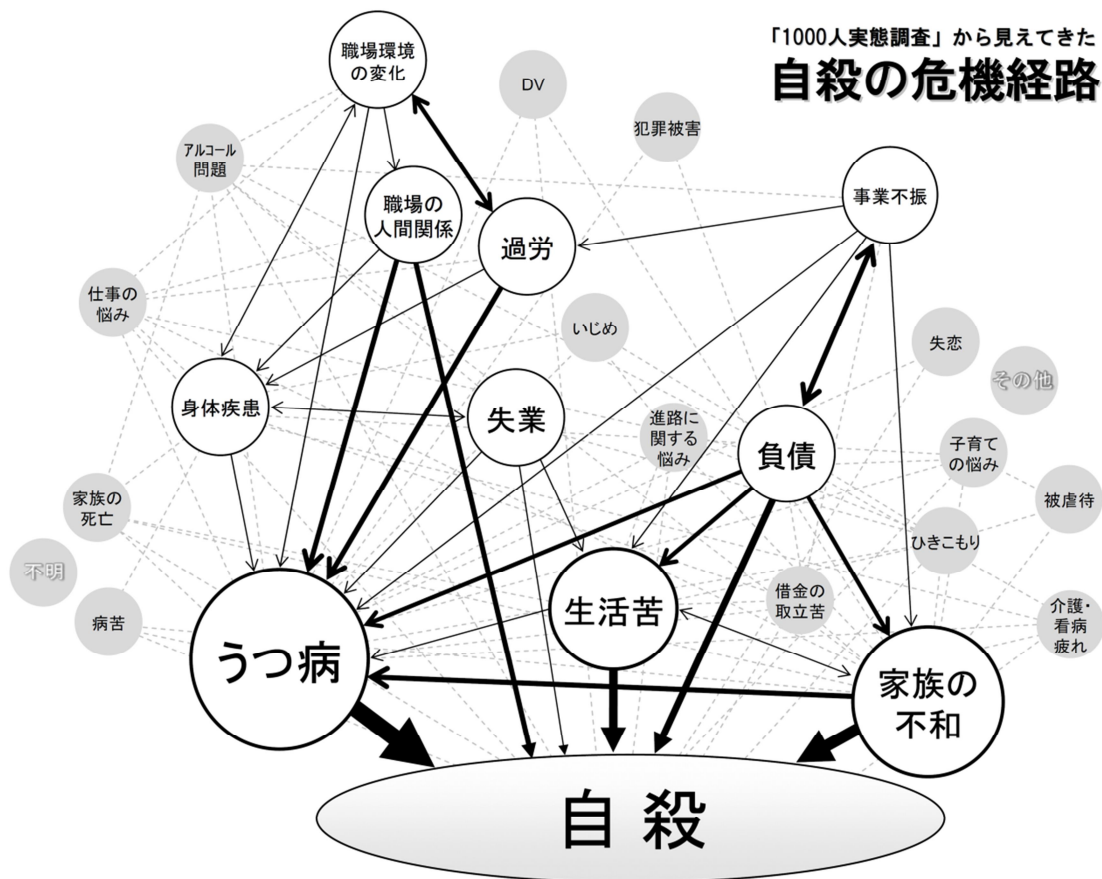 「1000人実態調査」から見えてきた
自殺の危機経路
職場環境
の変化
DV
犯罪被害
アルコール
問題
職場の
人間関係
過労
事業不振
仕事の
悩み
いじめ
失恋
その他
身体疾患
失業
進路に
関する
悩み
負債
子育て
の悩み
家族の
死亡
被虐待
ひきこもり
不明
病苦
うつ病
生活苦
借金の
取立苦
介護・
看病
疲れ
家族の
不和
自殺